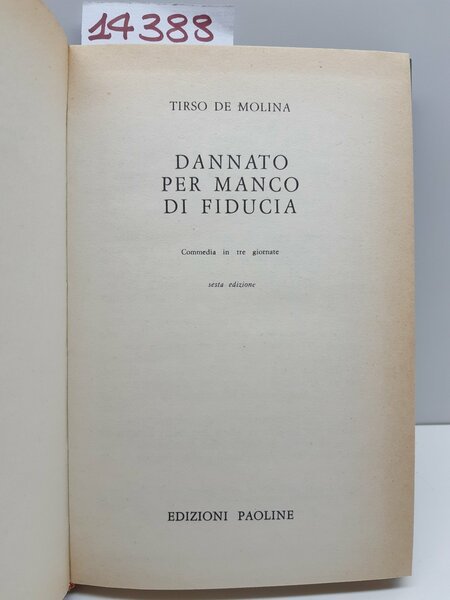 14388
TIRSO DE MOLINA
DANNATO
PER MANCO
DI FIDUCIA
Commedia in tre giornate
sesta edizione
EDIZIONI PAOLINE